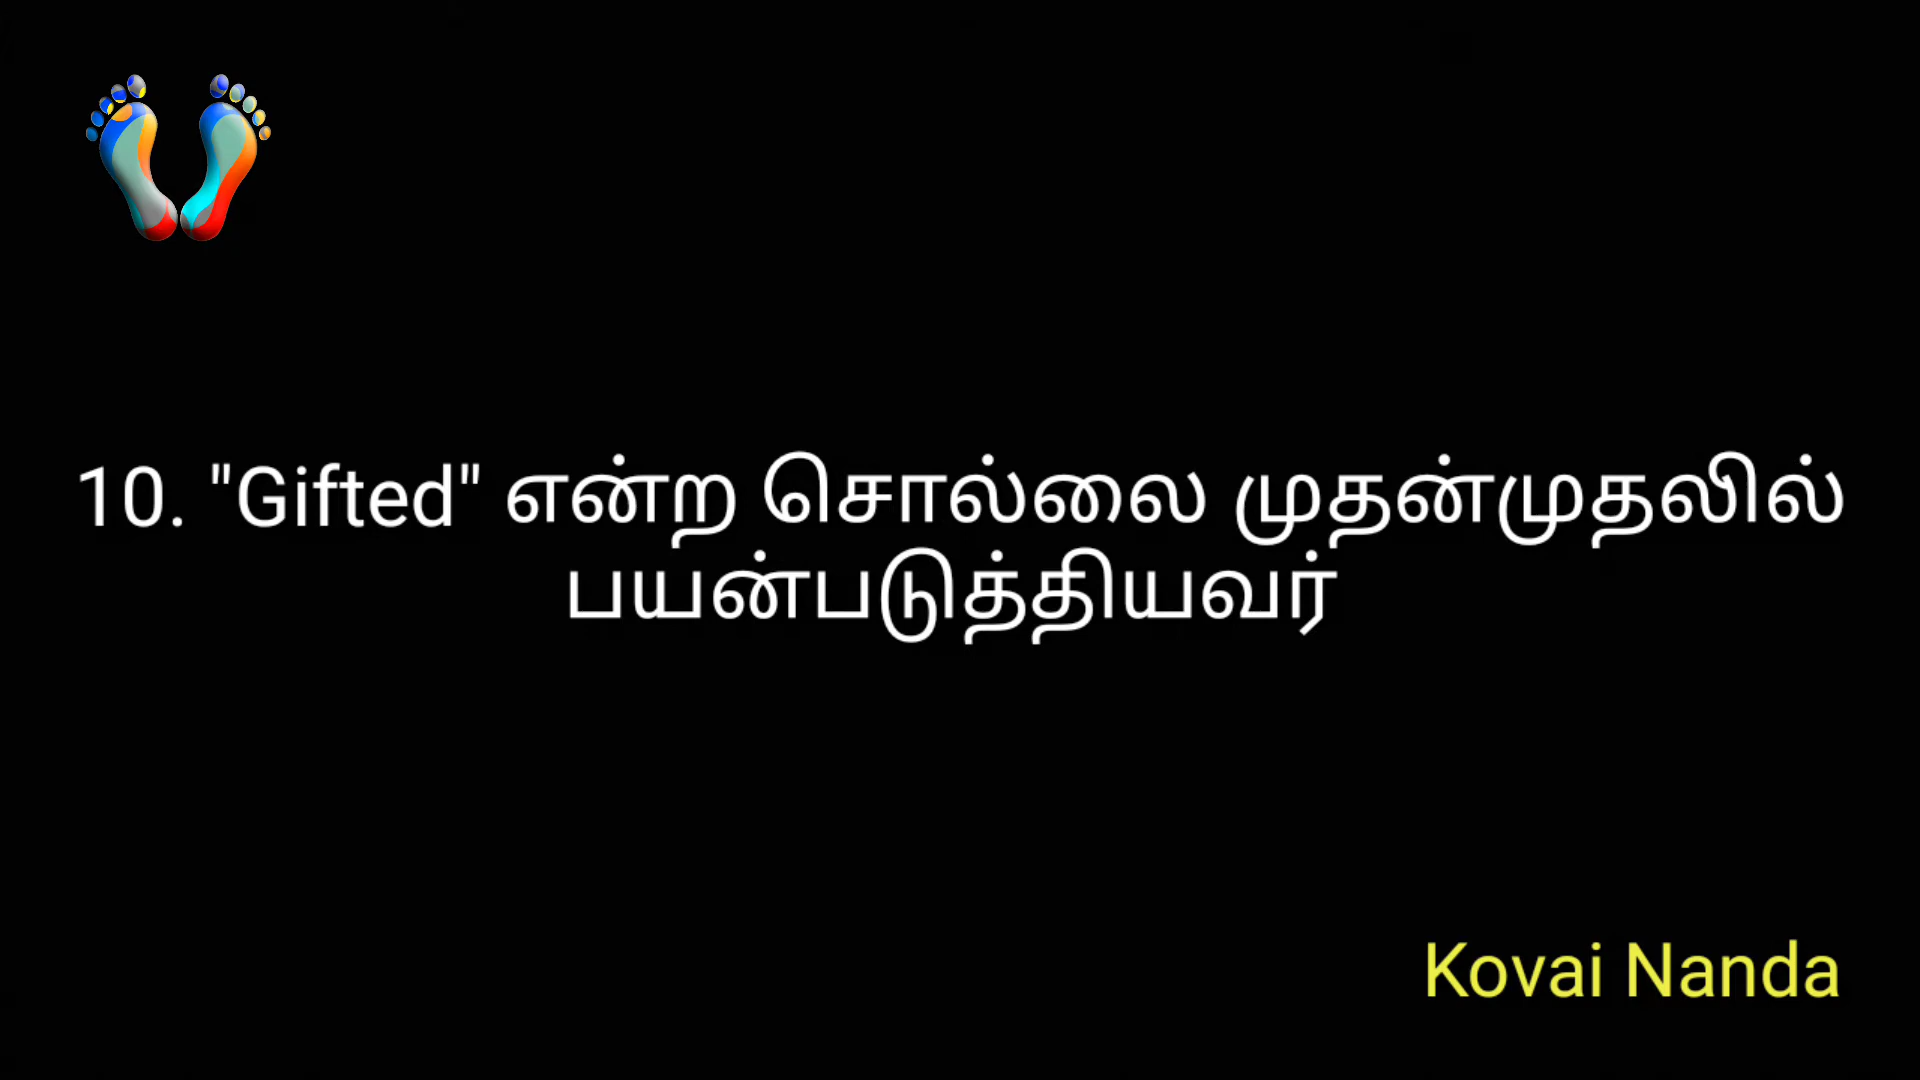 10. "Gifted" என்ற சொல்லை முதன்முதலில்
பயன்படுத்தியவர்
Kovai Nanda